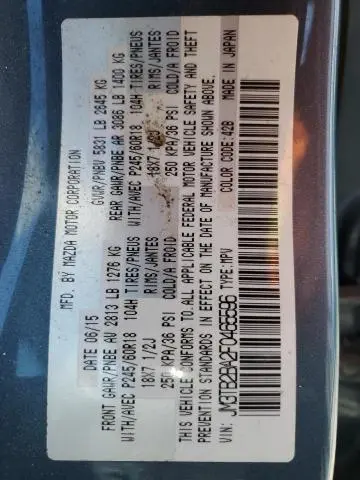 MFD. BY MAZDA MOTOR CORPORATION
DATE 06/15 GVWR/PNBV 5831 LB 2645 KG
FRONT GAWR/PNBE AV 2813 LB 1276 KG REAR GAWR/PNBE AR 3086 LB 1400 KG
WITH/AVEC P245/60R18 104H TIRES/PNEUS WITH/AVEC P245/60R18 104H TIRES/PNEUS
18X7 1/2J RIMS/JANTES 18X7 1/2J RIMS/JANTES
250 KPA/36 PSI COLD/A FROID 250 KPA/36 PSI COLD/A FROID
THIS VEHICLE CONFORMS TO ALL APPLICABLE FEDERAL MOTOR VEHICLE SAFETY AND THEFT
PREVENTION STANDARDS IN EFFECT ON THE DATE OF MANUFACTURE SHOWN ABOVE.
MADE IN JAPAN
VIN: JM3TB2BA2F0465596 TYPE:MPV COLOR CODE:42B